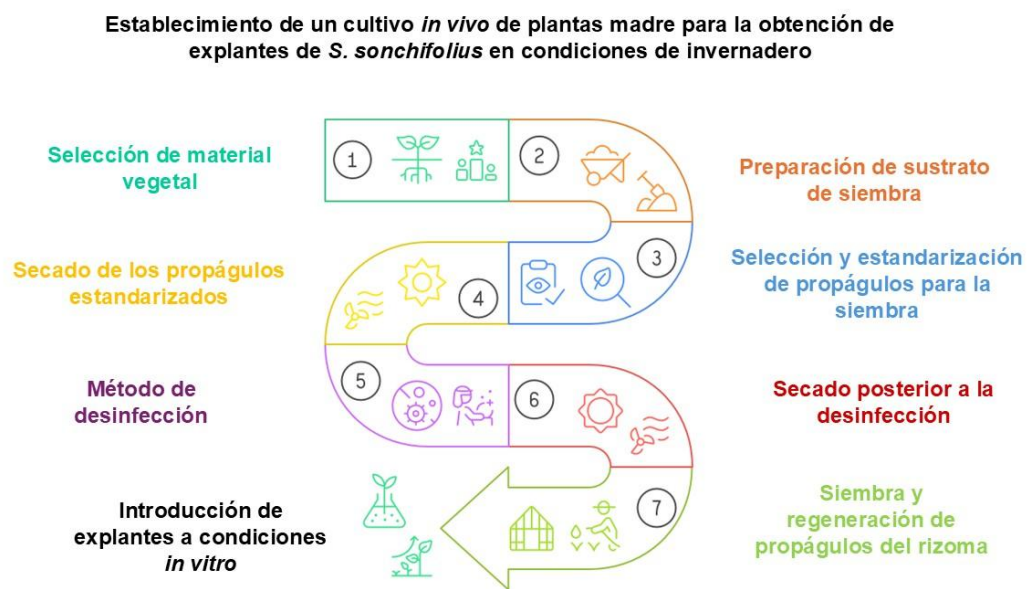 Establecimiento de un cultivo in vivo de plantas madre para la obtención de
explantes de S. sonchifolius en condiciones de invernadero
Selección de material
vegetal
1
2
Preparación de sustrato
de siembra
Secado de los propágulos
estandarizados
4
3
Selección y estandarización
de propágulos para la
siembra
Método de
desinfección
5
6
Secado posterior a la
desinfección
Introducción de
explantes a condiciones
in vitro
7
Siembra y
regeneración de
propágulos del rizoma